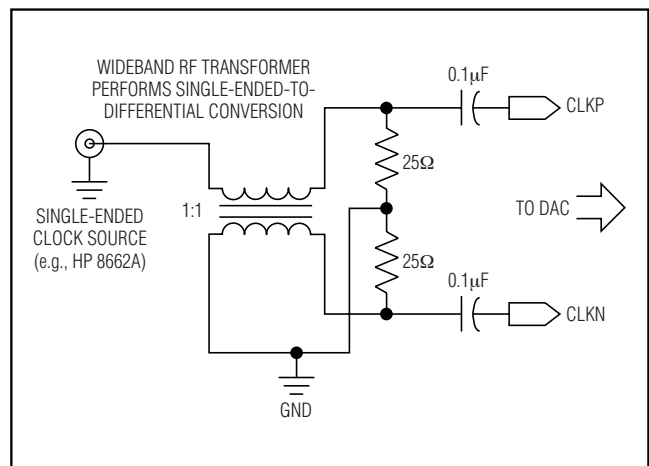 WIDEBAND RF TRANSFORMER
PERFORMS SINGLE-ENDED-TO-
DIFFERENTIAL CONVERSION
0.1µF
CLKP
25Ω
1:1
TO DAC
SINGLE-ENDED
CLOCK SOURCE
(e.g., HP 8662A)
25Ω
0.1µF
CLKN
GND